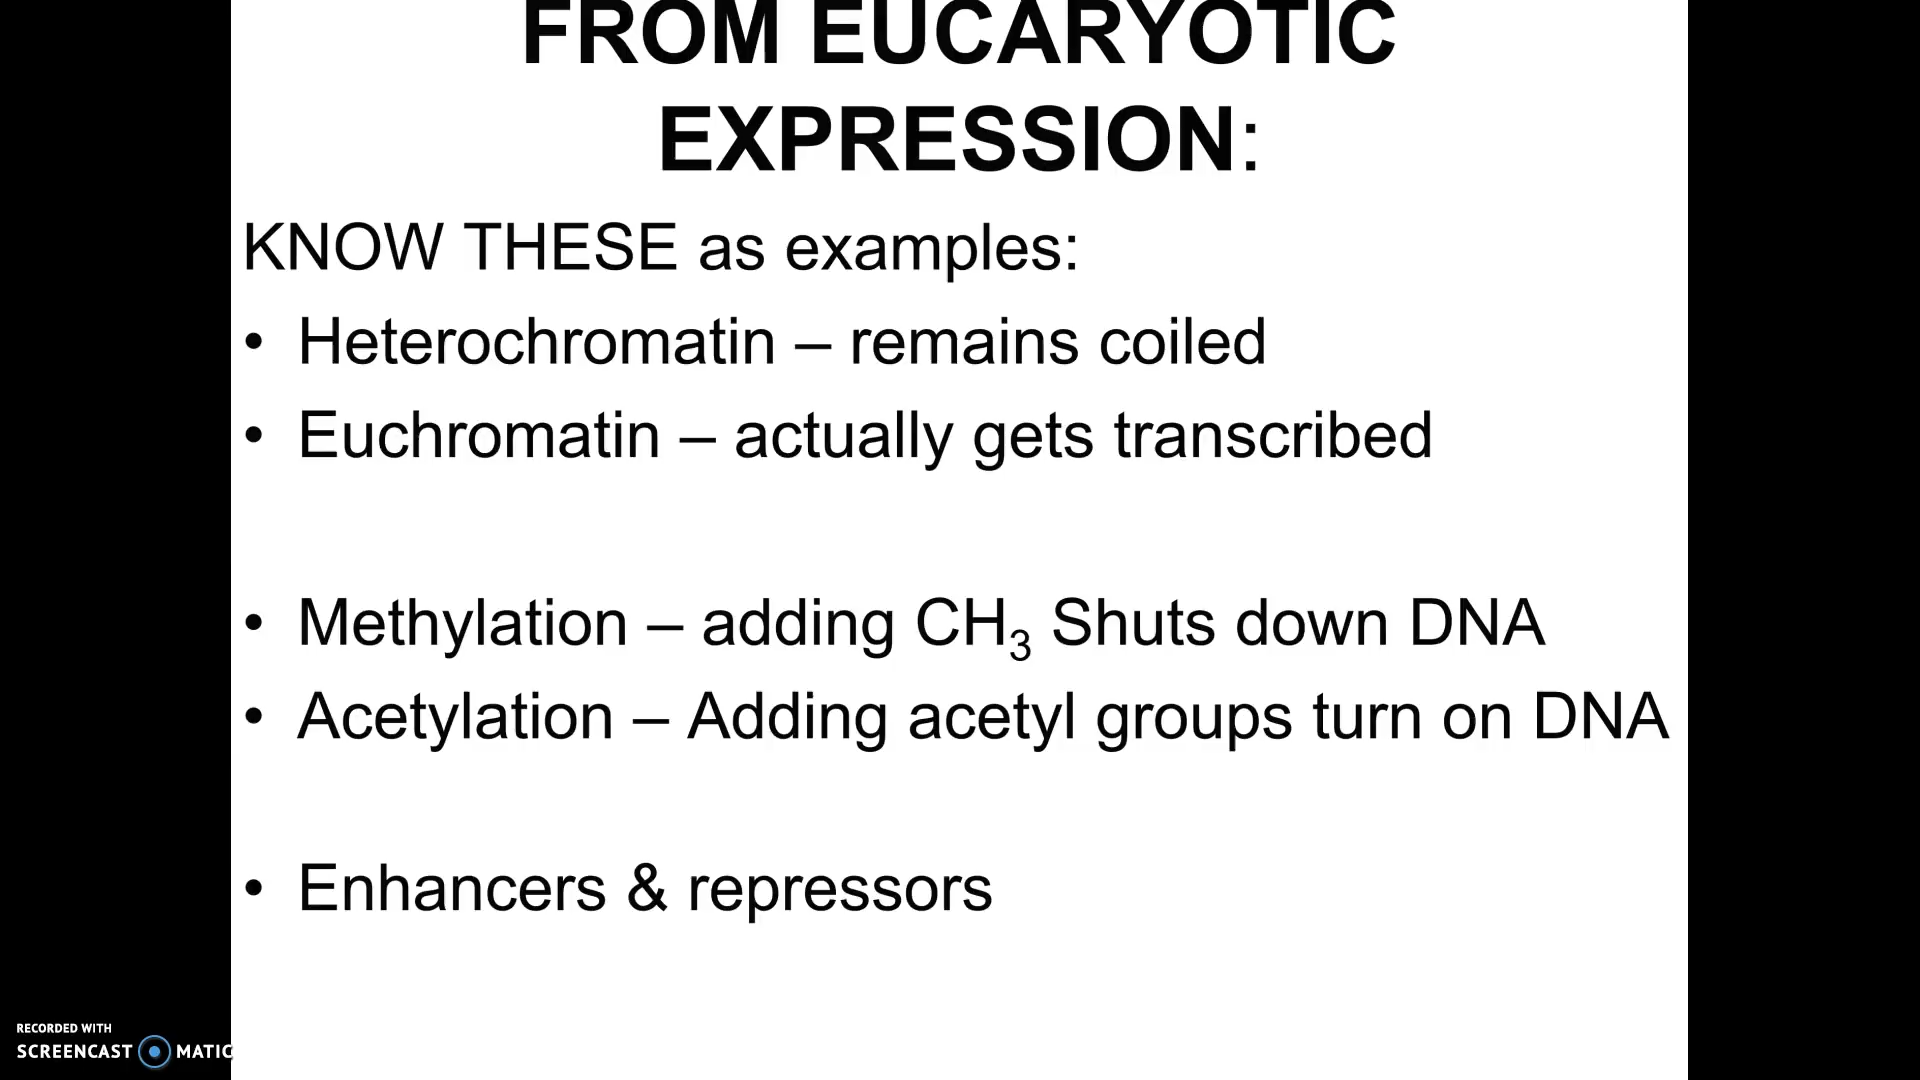 FROM EUCARYOTIC
EXPRESSION:
KNOW THESE as examples:
• Heterochromatin – remains coiled
• Euchromatin – actually gets transcribed
• Methylation – adding CH₃ Shuts down DNA
• Acetylation – Adding acetyl groups turn on DNA
• Enhancers & repressors
RECORDED WITH
SCREENCAST MATIC